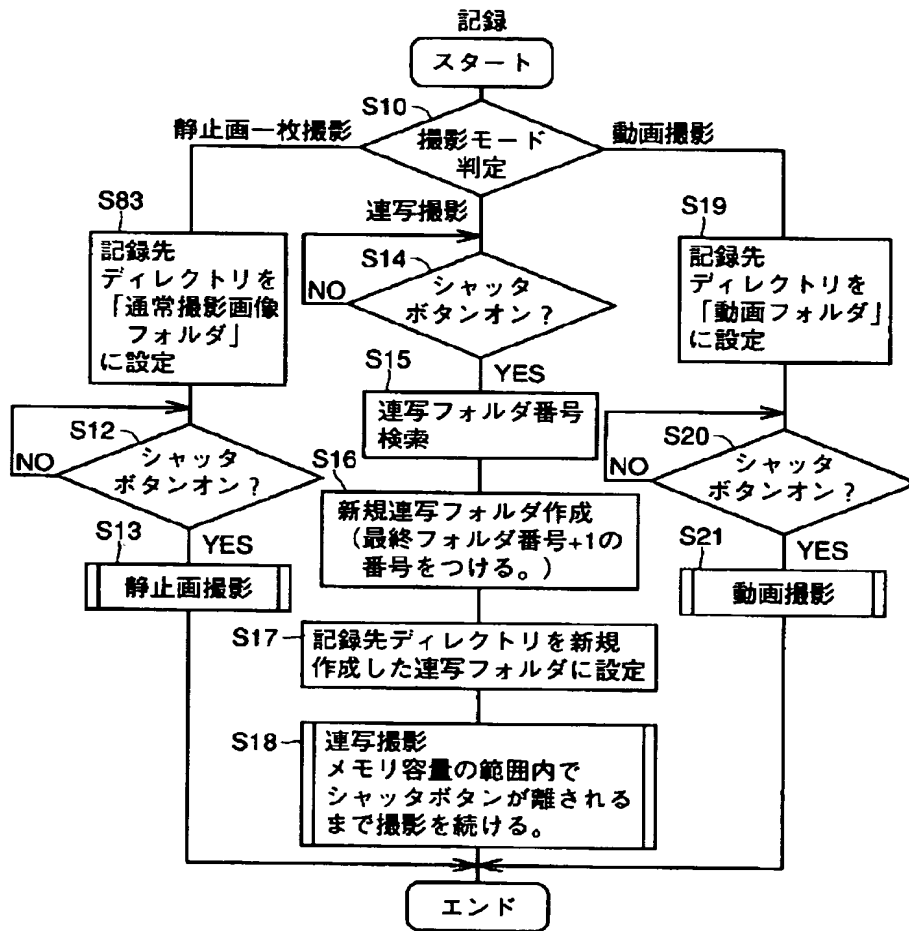 記録
スタート
S10
撮影モード
判定
静止画一枚撮影
動画撮影
連写撮影
S83
記録先
ディレクトリを
「通常撮影画像
フォルダ」
に設定
S12
シャッタ
ボタンオン？
NO
YES
S13
静止画撮影
S14
シャッタ
ボタンオン？
NO
YES
S15
連写フォルダ番号
検索
S16
新規連写フォルダ作成
（最終フォルダ番号+1の
番号をつける。）
S17
記録先ディレクトリを新規
作成した連写フォルダに設定
S18
連写撮影
メモリ容量の範囲内で
シャッタボタンが離される
まで撮影を続ける。
S19
記録先
ディレクトリを
「動画フォルダ」
に設定
S20
シャッタ
ボタンオン？
NO
YES
S21
動画撮影
エンド